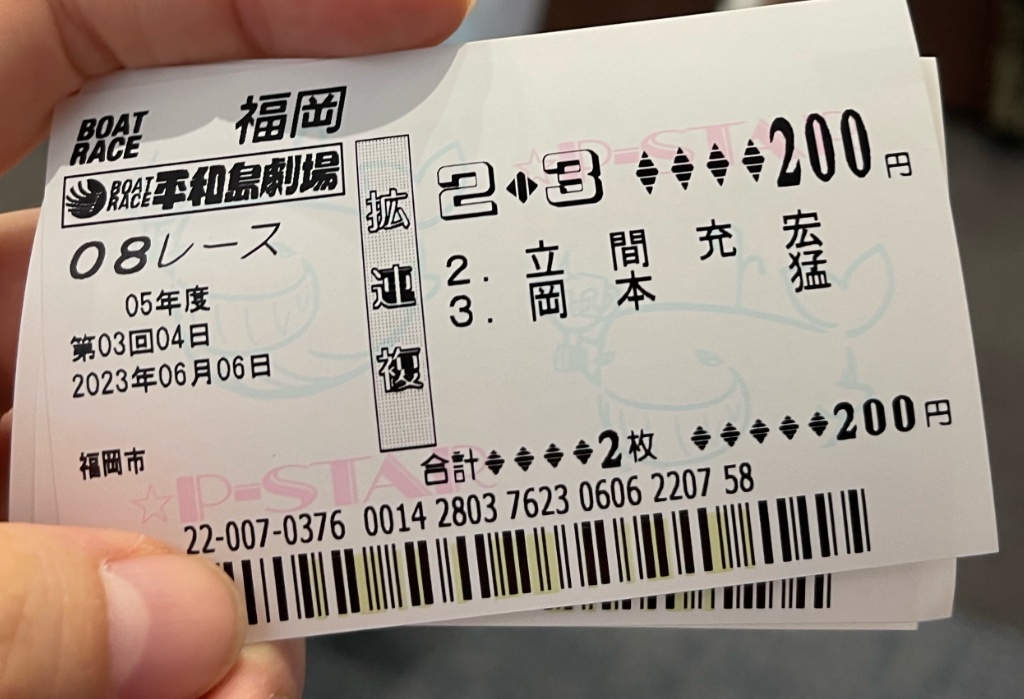 BOAT RACE 福岡
BOAT RACE 平和島劇場
08レース
05年度
第03回04日
2023年06月06日
福岡市
拡連複
2◂▸3 ♦♦♦♦200円
2. 立間充宏
3. 岡本 猛
合計♦♦♦♦2枚 ♦♦♦♦♦200円
☆P-STAR
☆P-STAR
22-007-0376 0014 2803 7623 0606 2207 58